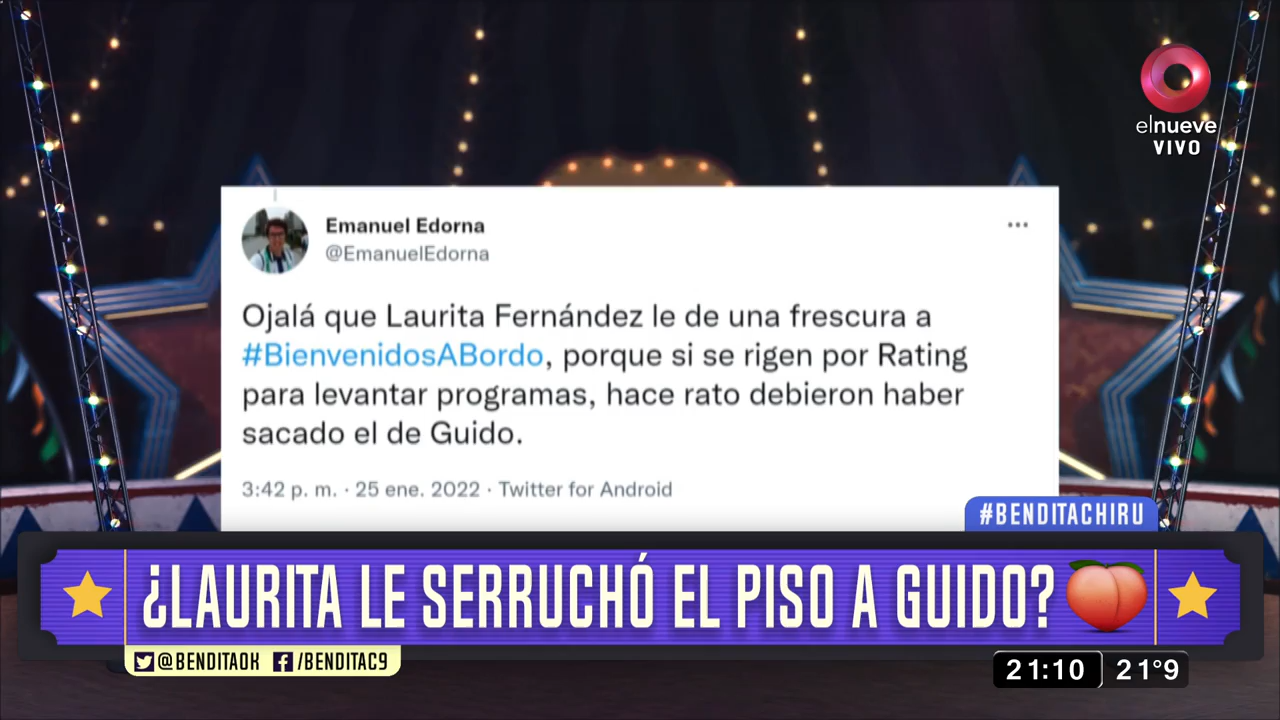 elnueve
VIVO
Emanuel Edorna
@EmanuelEdorna
Ojalá que Laurita Fernández le de una frescura a
#BienvenidosABordo, porque si se rigen por Rating
para levantar programas, hace rato debieron haber
sacado el de Guido.
3:42 p. m. · 25 ene. 2022 · Twitter for Android
#BENDITACHIRU
¿LAURITA LE SERRUCHÓ EL PISO A GUIDO?
@BENDITAOK /BENDITAC9
21:10 21°9